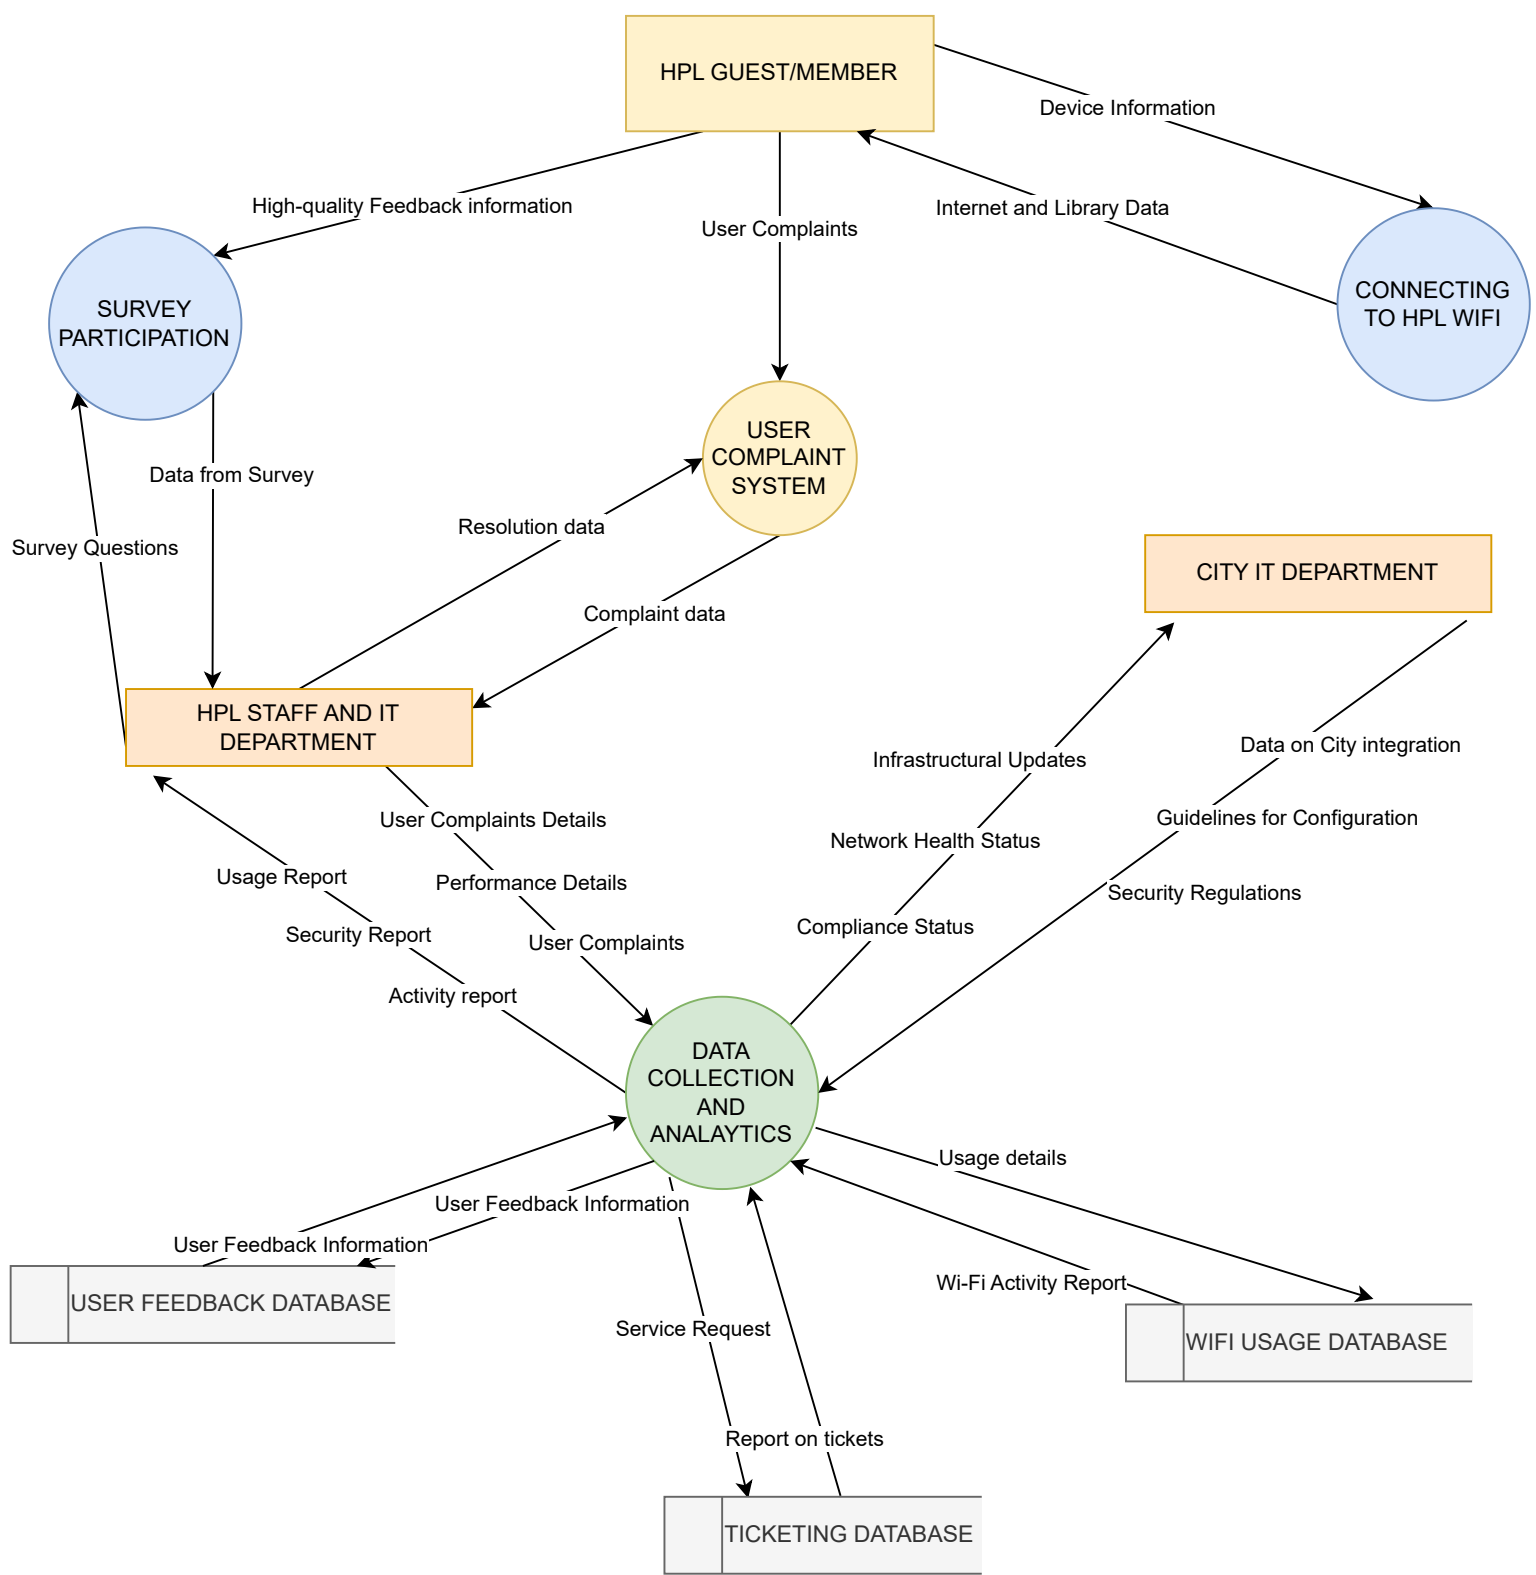 HPL GUEST/MEMBER
Device Information
High-quality Feedback information
Internet and Library Data
User Complaints
SURVEY
PARTICIPATION
CONNECTING
TO HPL WIFI
USER
COMPLAINT
SYSTEM
Data from Survey
Resolution data
Survey Questions
CITY IT DEPARTMENT
Complaint data
HPL STAFF AND IT
DEPARTMENT
Data on City integration
Infrastructural Updates
User Complaints Details
Guidelines for Configuration
Network Health Status
Usage Report
Performance Details
Security Regulations
Compliance Status
Security Report
User Complaints
Activity report
DATA
COLLECTION
AND
ANALAYTICS
Usage details
User Feedback Information
User Feedback Information
Wi-Fi Activity Report
USER FEEDBACK DATABASE
Service Request
WIFI USAGE DATABASE
Report on tickets
TICKETING DATABASE